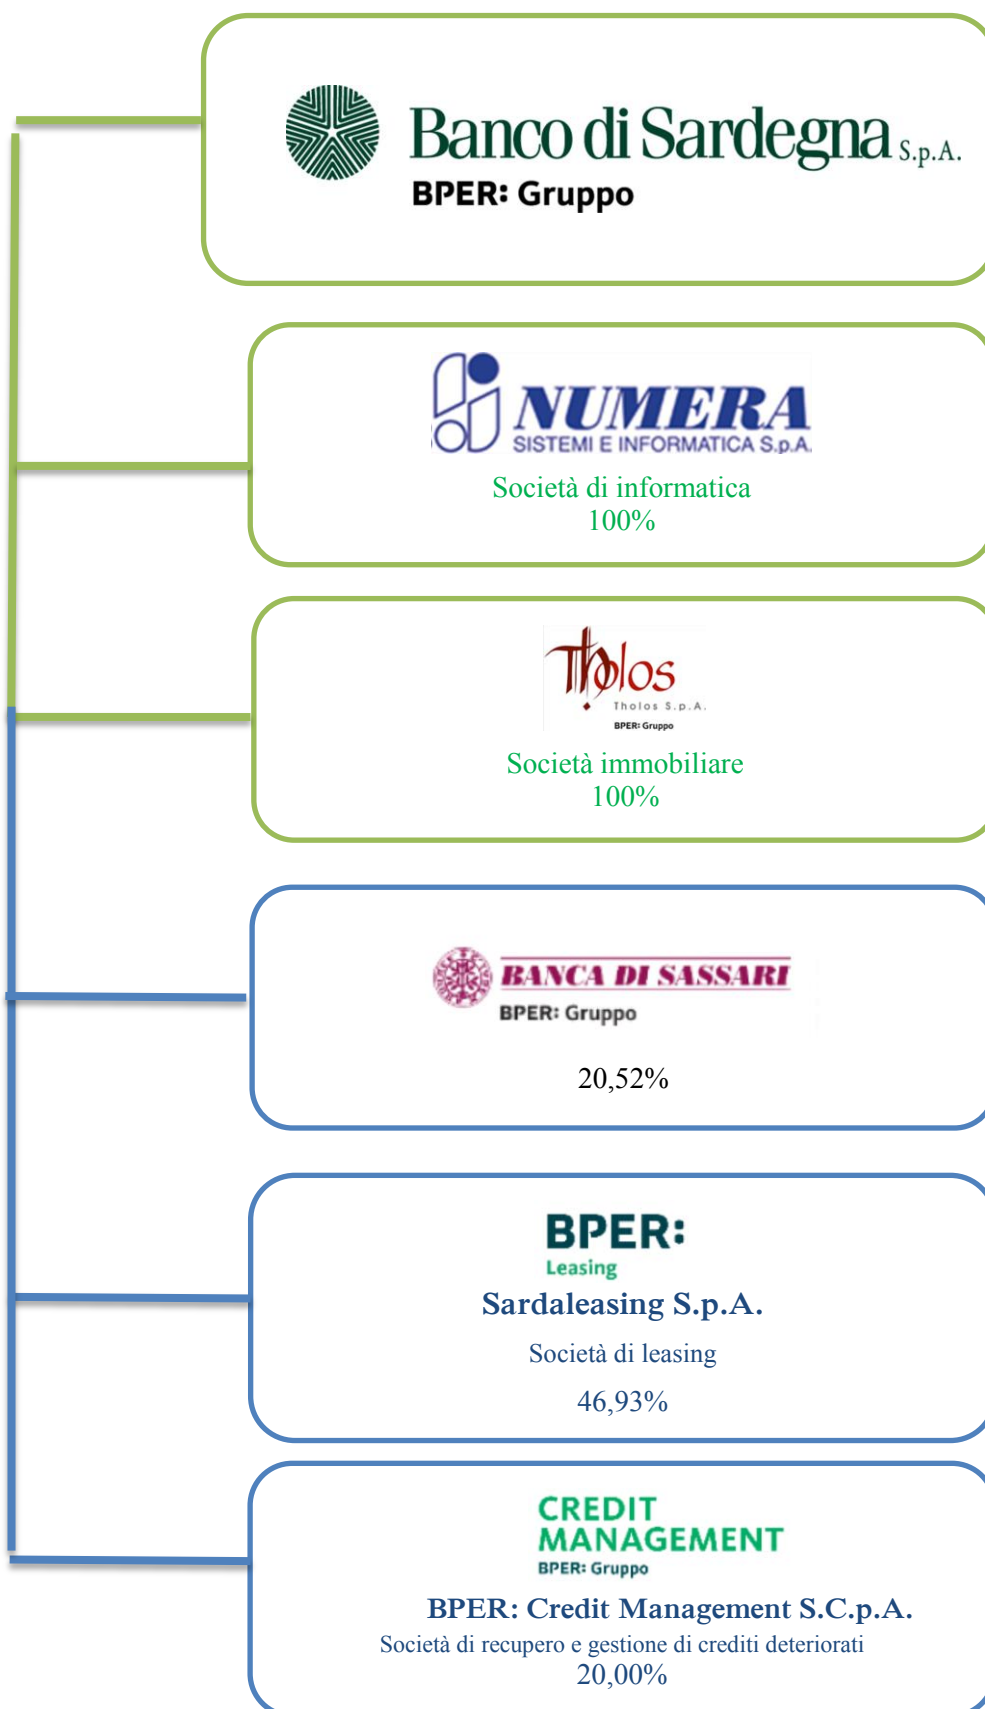 Banco di Sardegna S.p.A.
BPER: Gruppo
NUMERA
SISTEMI E INFORMATICA S.p.A.
Società di informatica
100%
Tholos
Tholos S.p.A.
BPER: Gruppo
Società immobiliare
100%
BANCA DI SASSARI
BPER: Gruppo
20,52%
BPER:
Leasing
Sardaleasing S.p.A.
Società di leasing
46,93%
CREDIT
MANAGEMENT
BPER: Gruppo
BPER: Credit Management S.C.p.A.
Società di recupero e gestione di crediti deteriorati
20,00%